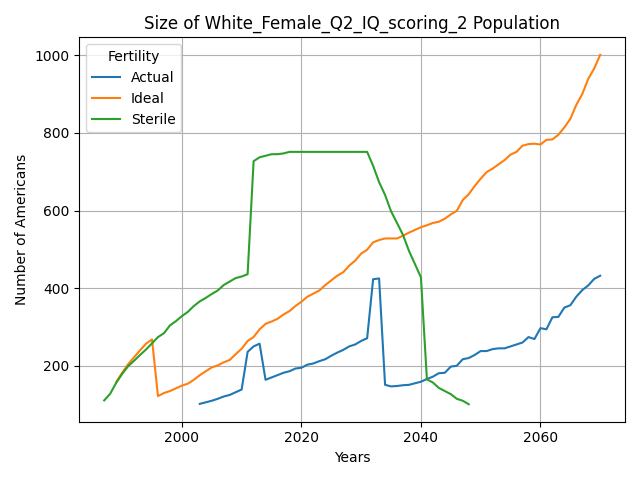 Size of White_Female_Q2_IQ_scoring_2 Population
Fertility
Actual
Ideal
Sterile
1000
800
600
400
200
Number of Americans
2000
2020
2040
2060
Years